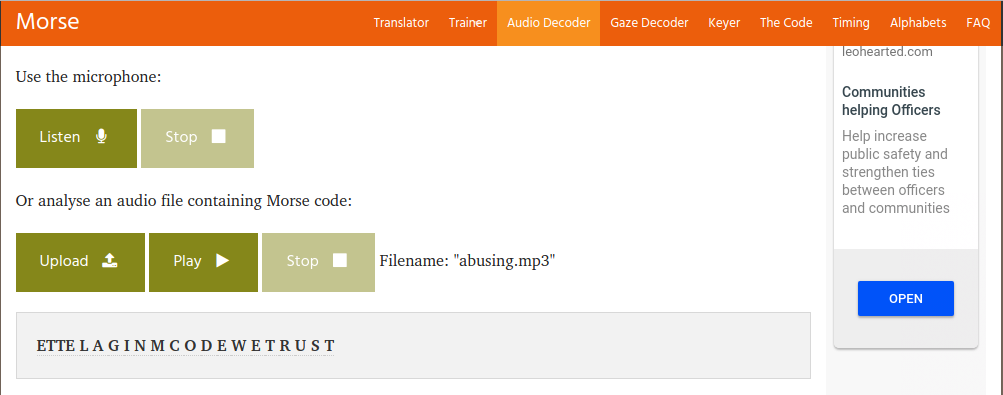 Morse
Translator Trainer Audio Decoder Gaze Decoder Keyer The Code Timing Alphabets FAQ
Use the microphone:
Listen Stop
Or analyse an audio file containing Morse code:
Upload Play Stop Filename: "abusing.mp3"
ETTE L A G I N M C O D E W E T R U S T
leohearted.com
Communities
helping Officers
Help increase
public safety and
strengthen ties
between officers
and communities
OPEN